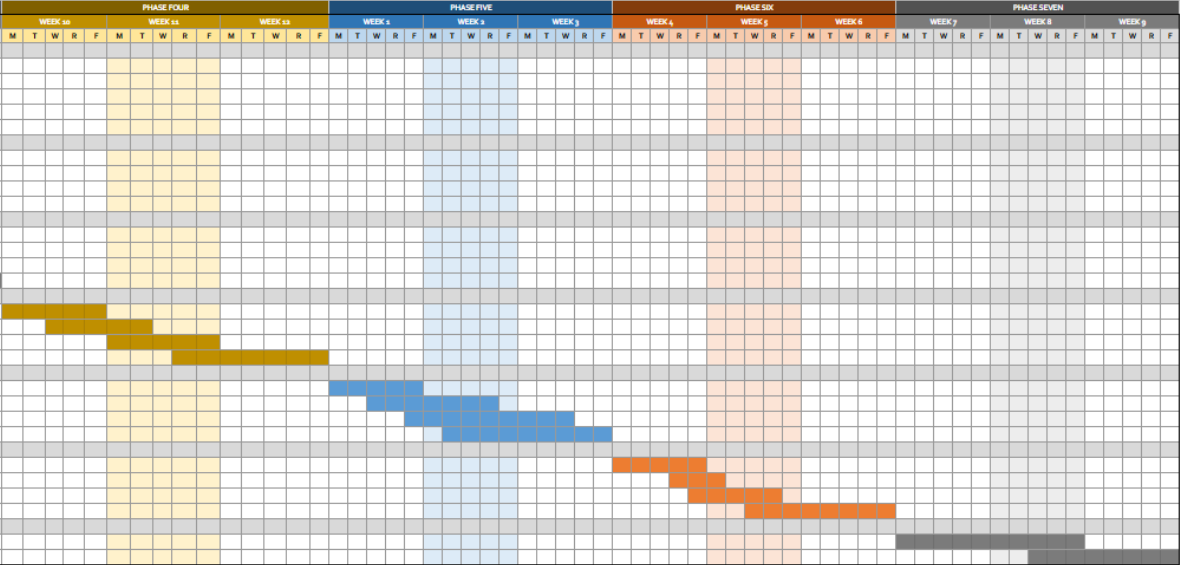 PHASE FOUR PHASE FIVE PHASE SIX PHASE SEVEN
WEEK 10 WEEK 11 WEEK 12 WEEK 1 WEEK 2 WEEK 3 WEEK 4 WEEK 5 WEEK 6 WEEK 7 WEEK 8 WEEK 9
M T W R F M T W R F M T W R F M T W R F M T W R F M T W R F M T W R F M T W R F M T W R F M T W R F M T W R F M T W R F